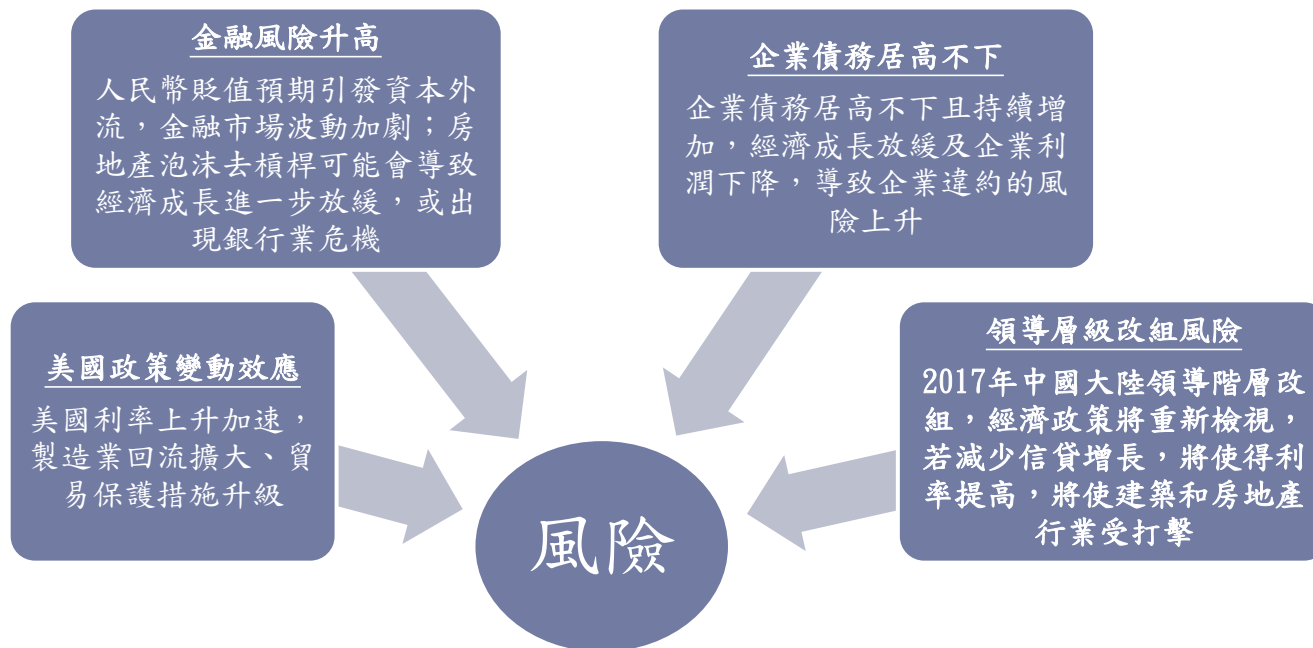 金融風險升高
人民幣貶值預期引發資本外
流，金融市場波動加劇；房
地產泡沫去槓桿可能會導致
經濟成長進一步放緩，或出
現銀行業危機
企業債務居高不下
企業債務居高不下且持續增
加，經濟成長放緩及企業利
潤下降，導致企業違約的風
險上升
美國政策變動效應
美國利率上升加速，
製造業回流擴大、貿
易保護措施升級
領導層級改組風險
2017年中國大陸領導階層改
組，經濟政策將重新檢視，
若減少信貸增長，將使得利
率提高，將使建築和房地產
行業受打擊
風險